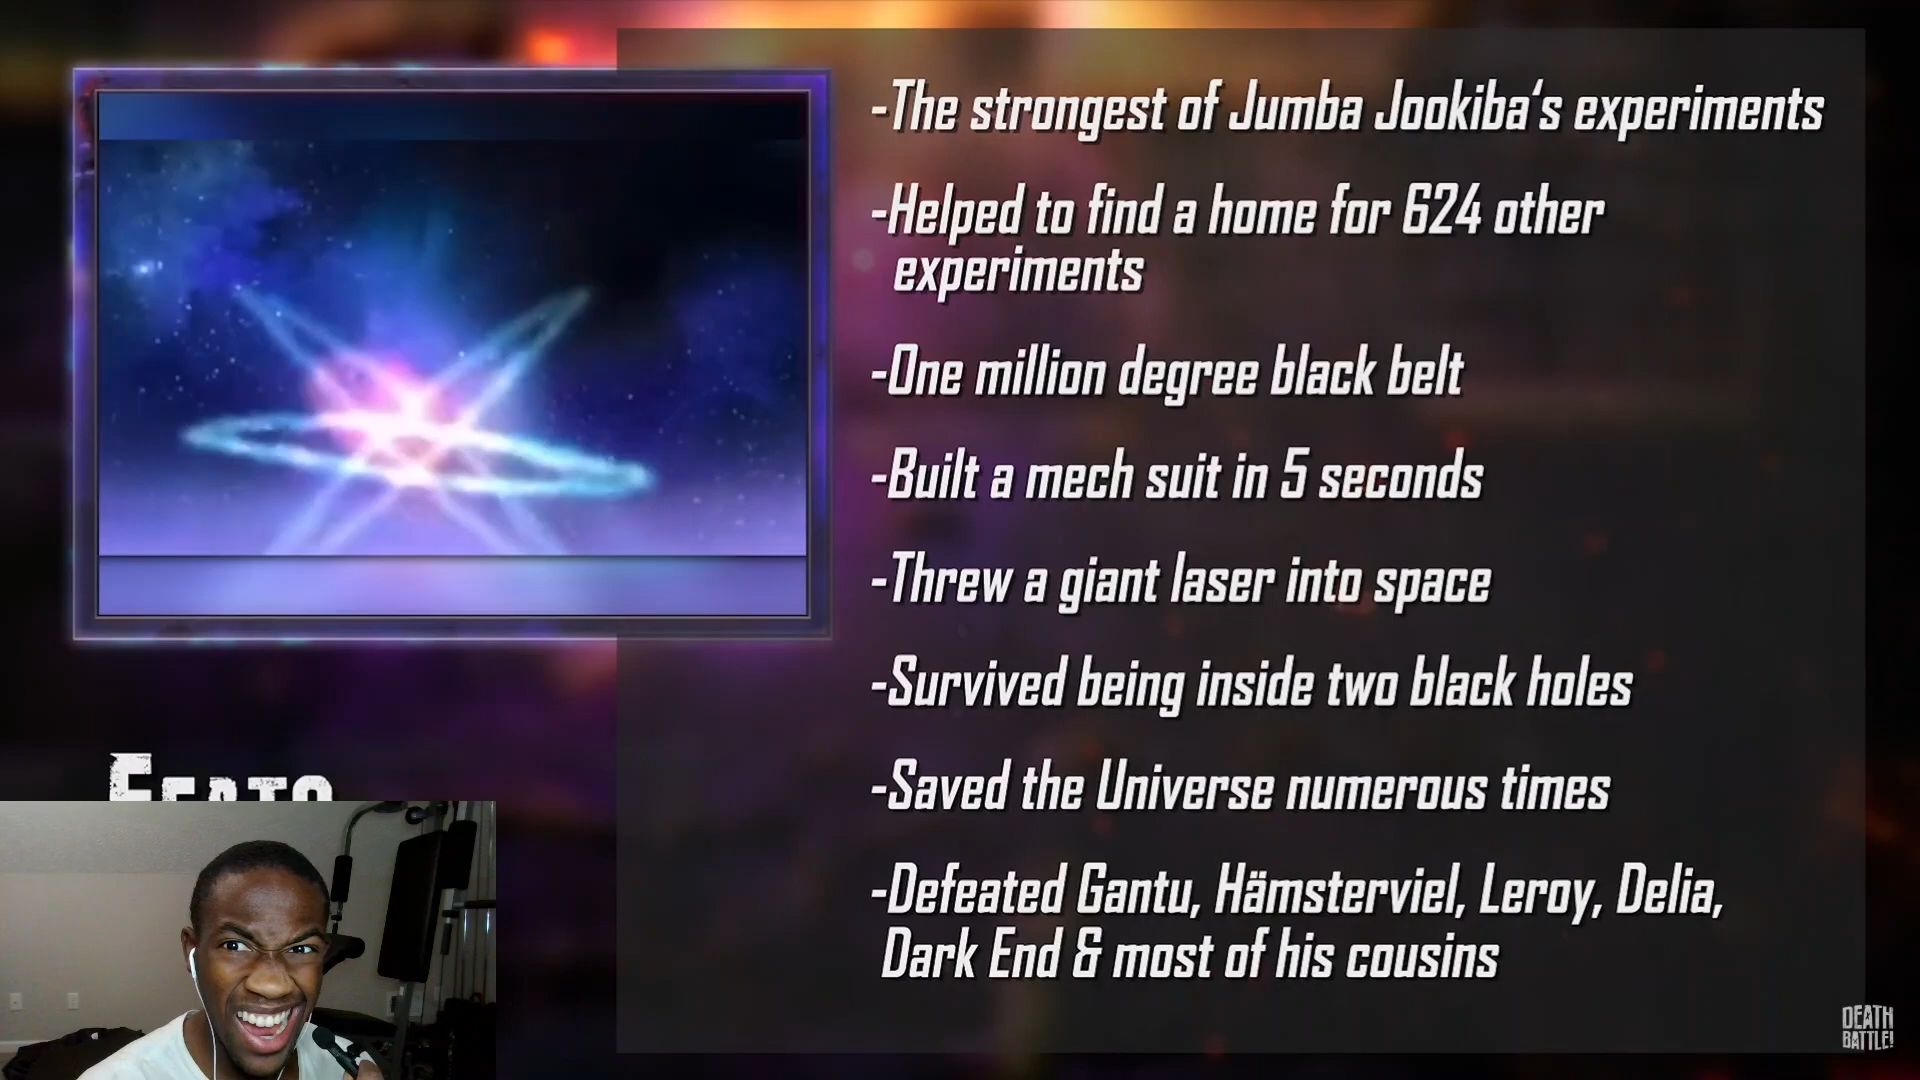 -The strongest of Jumba Jookiba's experiments
-Helped to find a home for 624 other
experiments
-One million degree black belt
-Built a mech suit in 5 seconds
-Threw a giant laser into space
-Survived being inside two black holes
-Saved the Universe numerous times
-Defeated Gantu, Hämsterviel, Leroy, Delia,
Dark End & most of his cousins
Feats
DEATH
BATTLE!